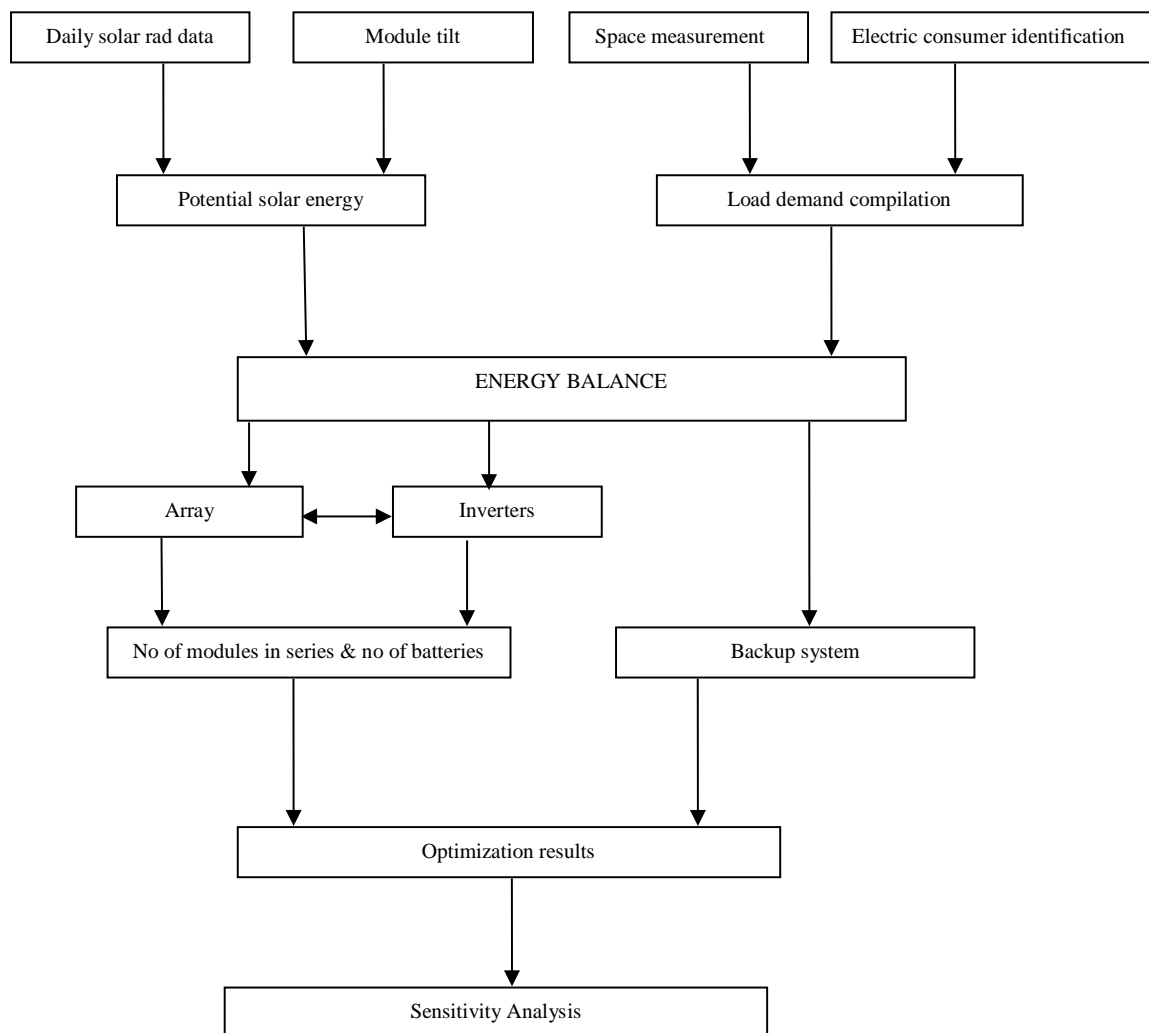 Daily solar rad data
Module tilt
Space measurement
Electric consumer identification
Potential solar energy
Load demand compilation
ENERGY BALANCE
Array
Inverters
No of modules in series & no of batteries
Backup system
Optimization results
Sensitivity Analysis